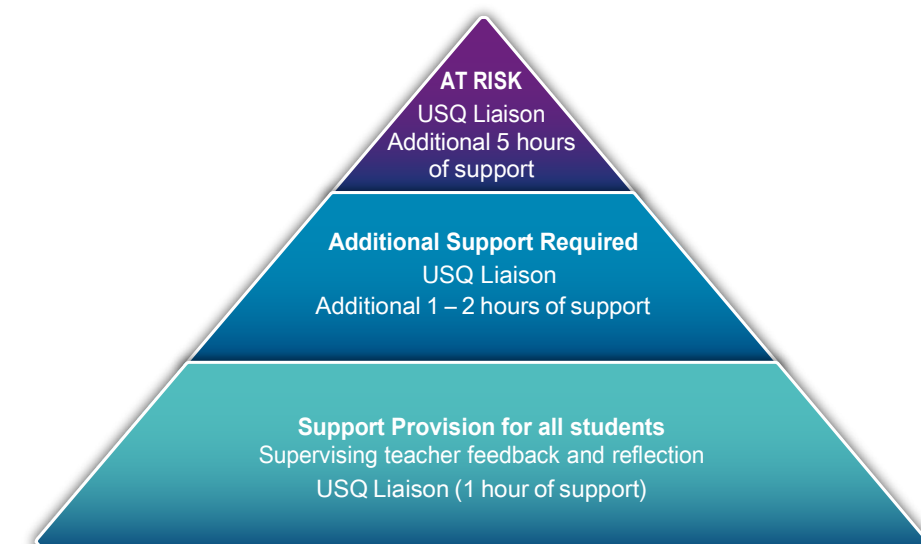 AT RISK
USQ Liaison
Additional 5 hours
of support
Additional Support Required
USQ Liaison
Additional 1 – 2 hours of support
Support Provision for all students
Supervising teacher feedback and reflection
USQ Liaison (1 hour of support)